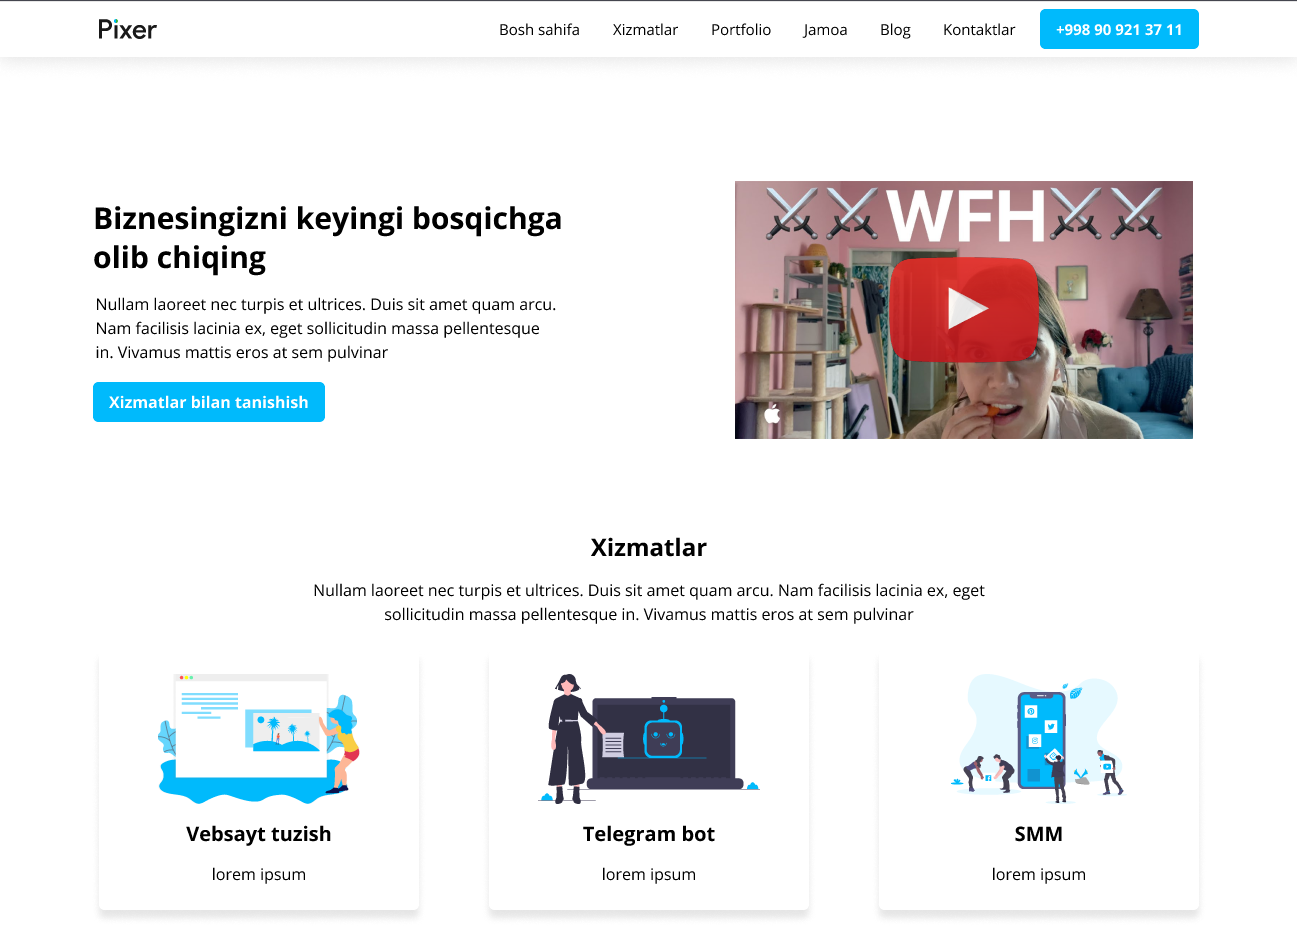 Pixer
Bosh sahifa
Xizmatlar
Portfolio
Jamoa
Blog
Kontaktlar
+998 90 921 37 11
Biznesingizni keyingi bosqichga
olib chiqing
Nullam laoreet nec turpis et ultrices. Duis sit amet quam arcu.
Nam facilisis lacinia ex, eget sollicitudin massa pellentesque
in. Vivamus mattis eros at sem pulvinar
Xizmatlar bilan tanishish
⚔⚔WFH⚔⚔
Xizmatlar
Nullam laoreet nec turpis et ultrices. Duis sit amet quam arcu. Nam facilisis lacinia ex, eget
sollicitudin massa pellentesque in. Vivamus mattis eros at sem pulvinar
Vebsayt tuzish
lorem ipsum
Telegram bot
lorem ipsum
SMM
lorem ipsum